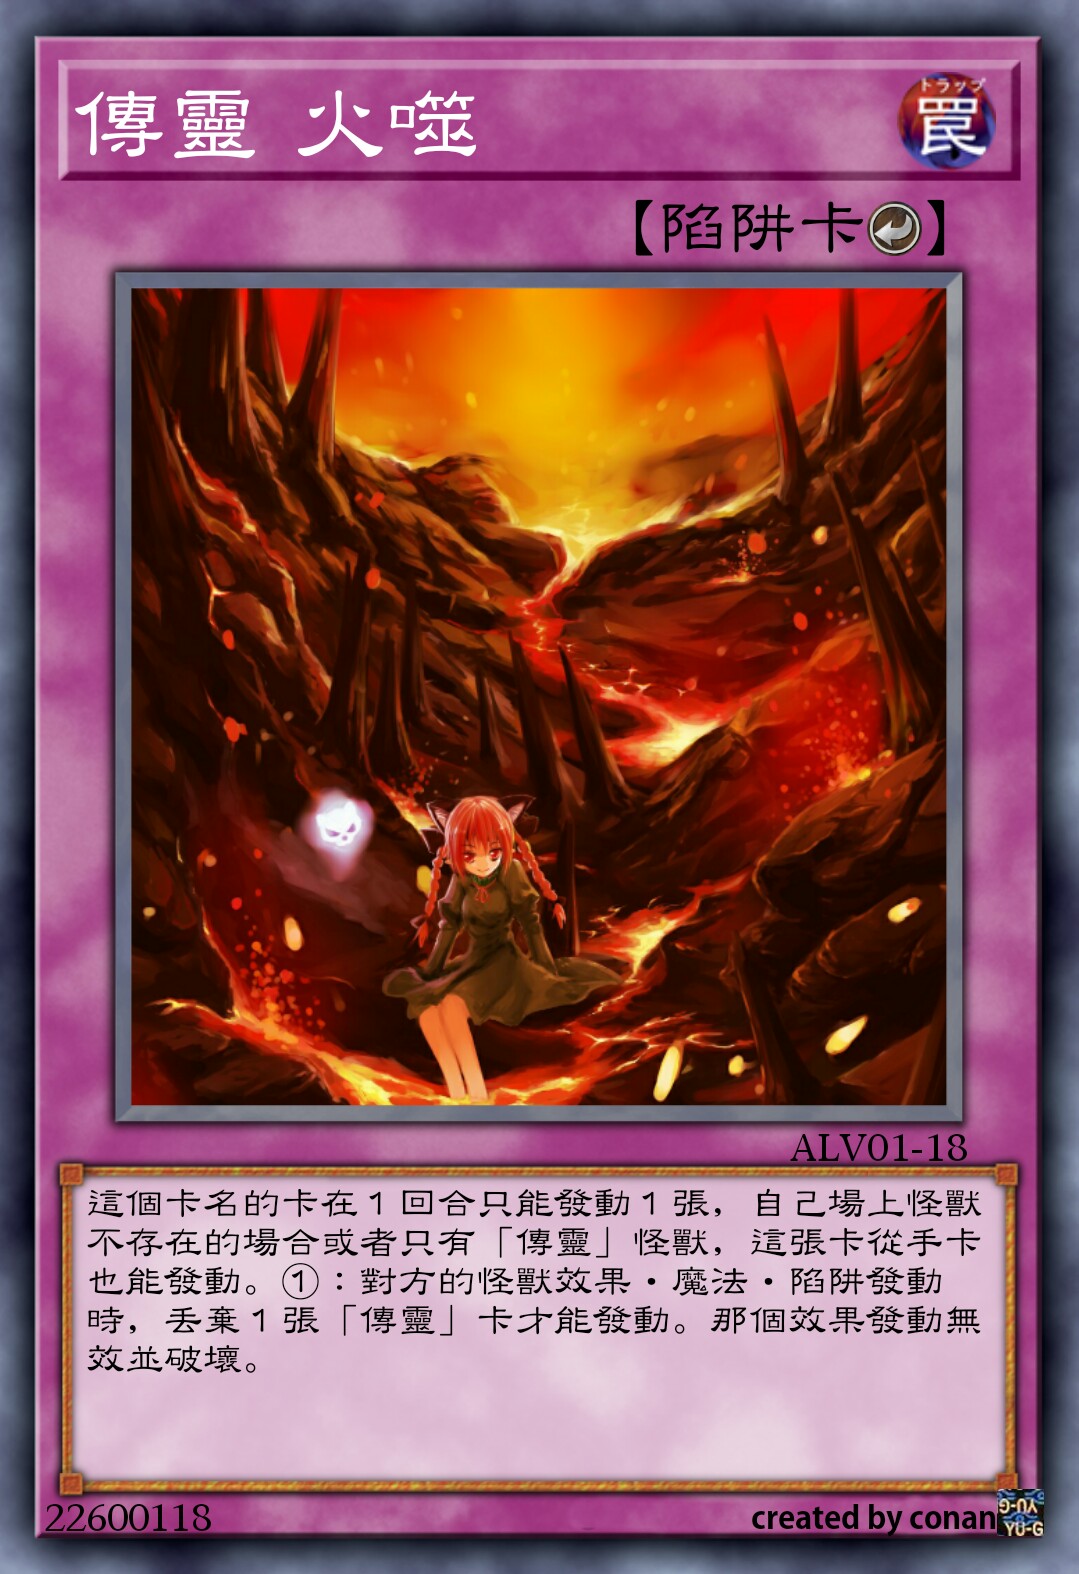 傳靈 火噬
トラップ
罠
【陷阱卡】
ALV01-18
這個卡名的卡在１回合只能發動１張，自己場上怪獸
不存在的場合或者只有「傳靈」怪獸，這張卡從手卡
也能發動。①：對方的怪獸效果・魔法・陷阱發動
時，丟棄１張「傳靈」卡才能發動。那個效果發動無
效並破壞。
22600118
created by conan
YU-G
YU-G